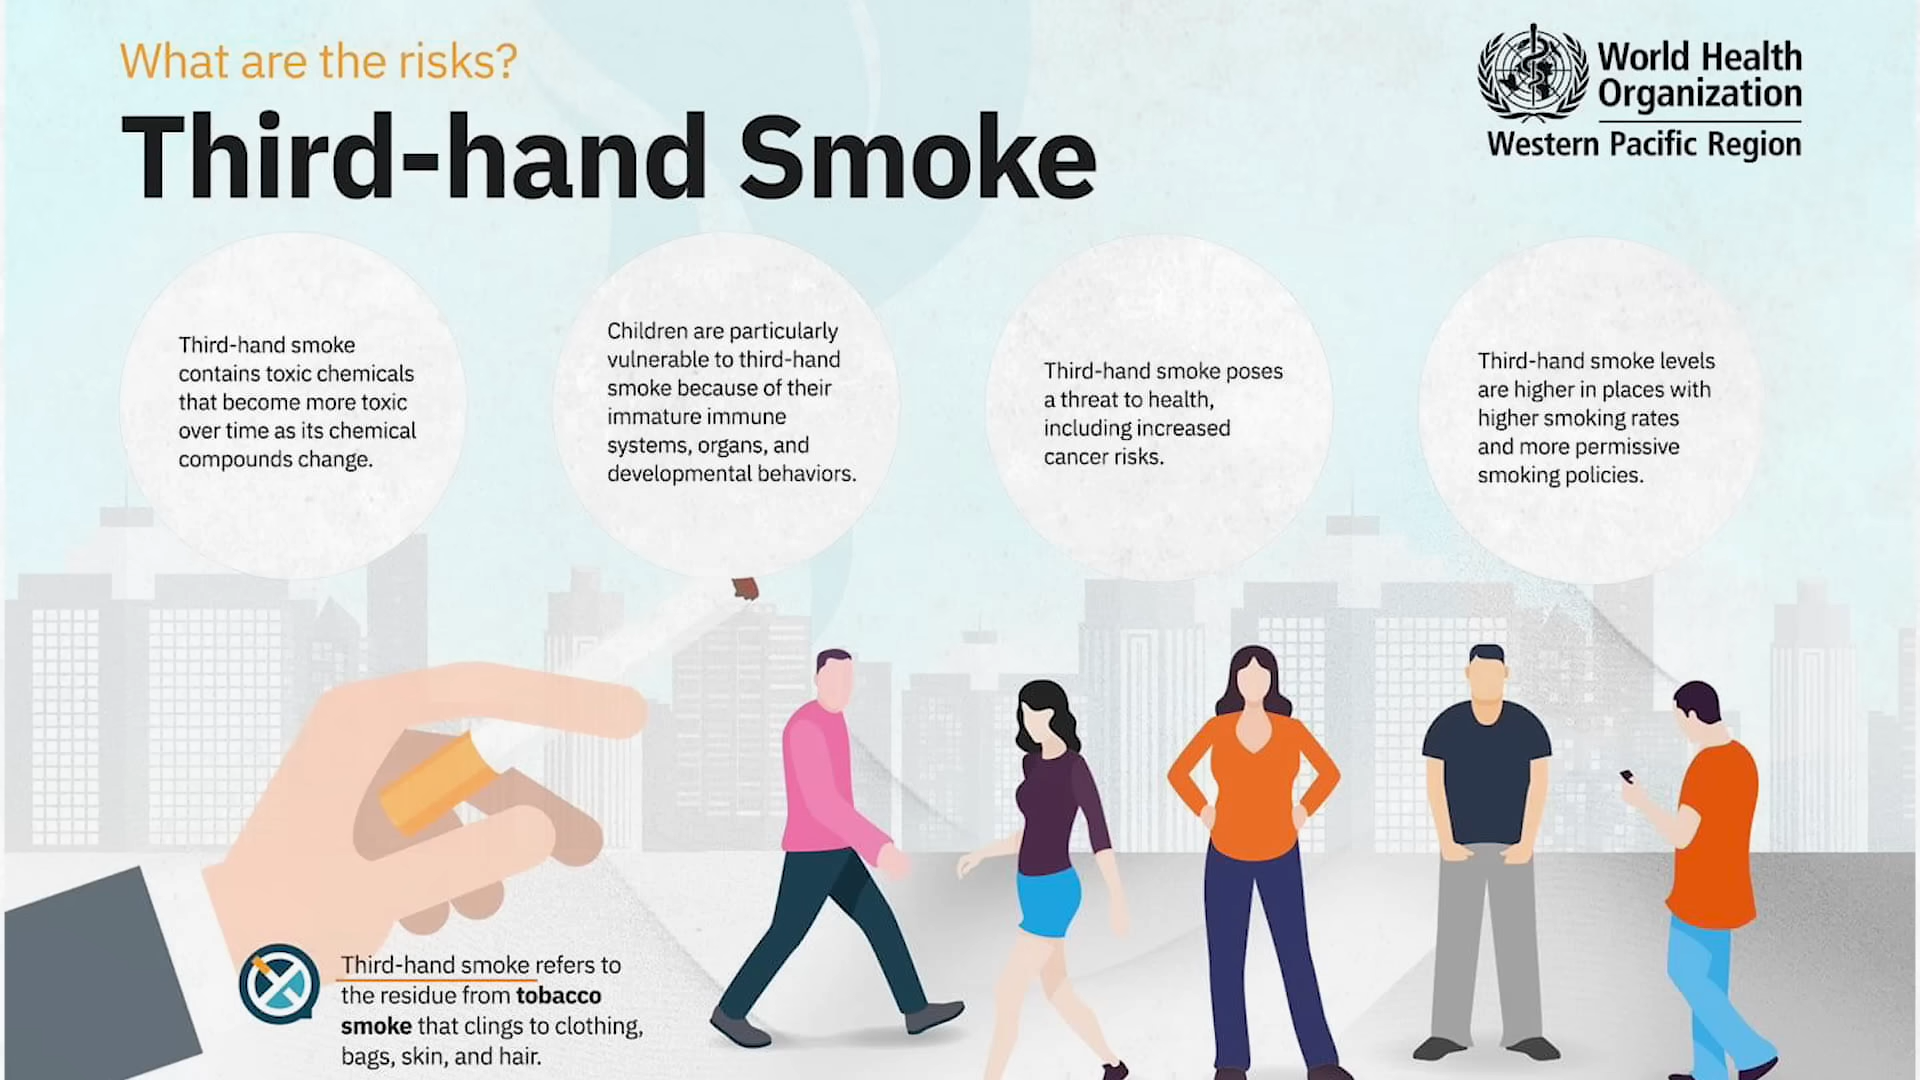 What are the risks?
Third-hand Smoke
World Health
Organization
Western Pacific Region
Third-hand smoke
contains toxic chemicals
that become more toxic
over time as its chemical
compounds change.
Children are particularly
vulnerable to third-hand
smoke because of their
immature immune
systems, organs, and
developmental behaviors.
Third-hand smoke poses
a threat to health,
including increased
cancer risks.
Third-hand smoke levels
are higher in places with
higher smoking rates
and more permissive
smoking policies.
Third-hand smoke refers to
the residue from tobacco
smoke that clings to clothing,
bags, skin, and hair.